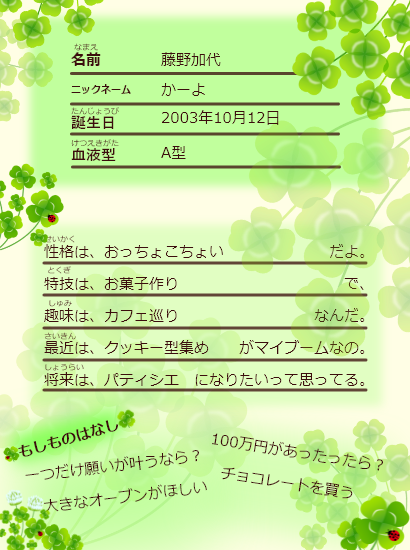 なまえ
名前 藤野加代
ニックネーム かーよ
たんじょうび
誕生日 2003年10月12日
けつえきがた
血液型 A型
せいかく
性格は、おっちょこちょい だよ。
とくぎ
特技は、お菓子作り で、
しゅみ
趣味は、カフェ巡り なんだ。
さいきん
最近は、クッキー型集め がマイブームなの。
しょうらい
将来は、パティシエ になりたいって思ってる。
もしものはなし
一つだけ願いが叶うなら？
大きなオーブンがほしい
100万円があったったら？
チョコレートを買う